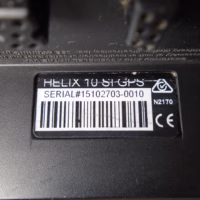 HELIX 10 SI GPS
SERIAL#15102703-0010
N2170
CE